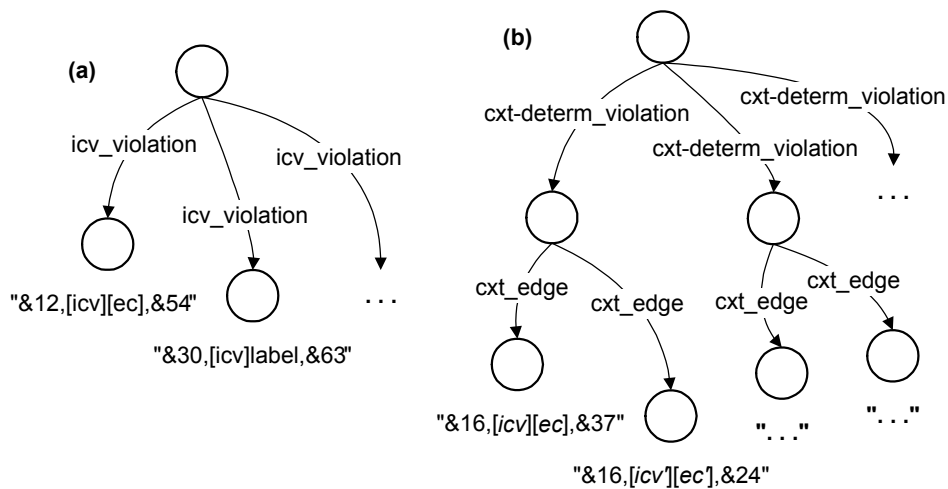 (a)
icv_violation
icv_violation
icv_violation
"&12,[icv][ec],&54"
. . .
"&30,[icv]label,&63"
(b)
cxt-determ_violation
cxt-determ_violation
cxt-determ_violation
. . .
cxt_edge
cxt_edge
cxt_edge
cxt_edge
"&16,[icv][ec],&37"
"&16,[icv'][ec'],&24"
". . ."
". . ."